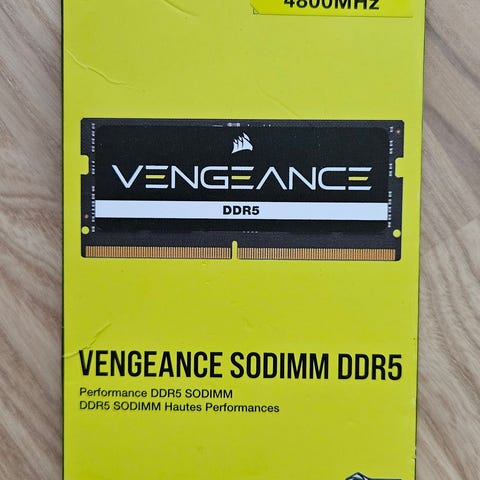 4800MHz
VENGEANCE
DDR5
VENGEANCE SODIMM DDR5
Performance DDR5 SODIMM
DDR5 SODIMM Hautes Performances